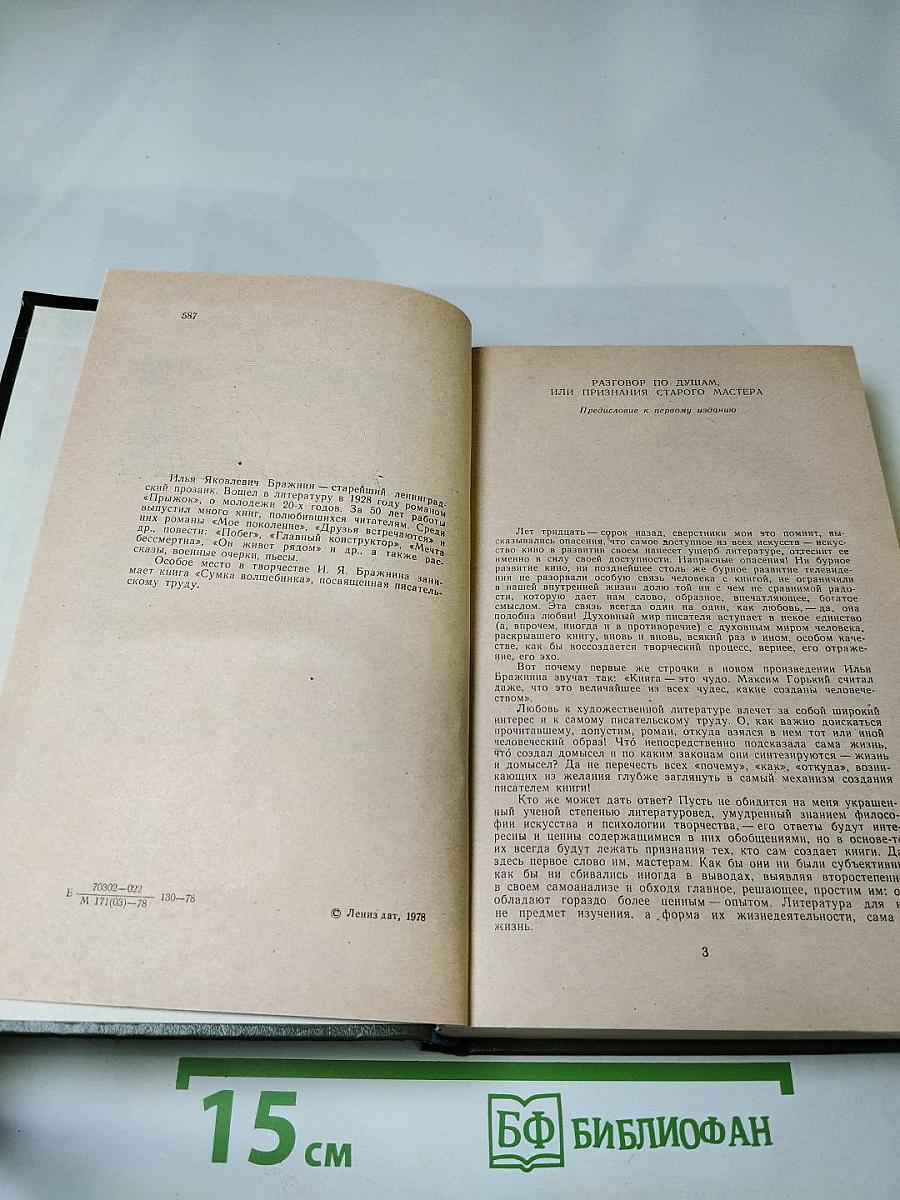 587
Илья Яковлевич Бражнин — старейший ленинград-
ский прозаик. Вошел в литературу в 1928 году романом
«Прыжок», о молодежи 20-х годов. За 50 лет работы
выпустил много книг, полюбившихся читателям. Среди
них романы «Мое поколение», «Друзья встречаются» и
др., повести: «Побег», «Главный конструктор», «Мечта
бессмертна», «Он живет рядом» и др., а также рас-
сказы, военные очерки, пьесы.
Особое место в творчестве И. Я. Бражнина зани-
мает книга «Сумка волшебника», посвященная писатель-
скому труду.
Б 70302—022
М 171(03)—78 130—78
© Лениздат, 1978
РАЗГОВОР ПО ДУШАМ,
ИЛИ ПРИЗНАНИЯ СТАРОГО МАСТЕРА
Предисловие к первому изданию
Лет тридцать — сорок назад, сверстники мои это помнят, вы-
сказывались опасения, что самое доступное из всех искусств — искус-
ство кино в развитии своем нанесет ущерб литературе, оттеснит ее
именно в силу своей доступности. Напрасные опасения! Ни бурное
развитие кино, ни позднейшее столь же бурное развитие телевиде-
ния не разорвали особую связь человека с книгой, не ограничили
в нашей внутренней жизни долю той ни с чем не сравнимой радо-
сти, которую дает нам слово, образное, впечатляющее, богатое
смыслом. Эта связь всегда один на один, как любовь, — да, она
подобна любви! Духовный мир писателя вступает в некое единство
(а, впрочем, иногда и в противоречие) с духовным миром человека,
раскрывшего книгу, вновь и вновь, всякий раз в ином, особом каче-
стве, как бы воссоздается творческий процесс, вернее, его отраже-
ние, его эхо.
Вот почему первые же строчки в новом произведении Ильи
Бражнина звучат так: «Книга — это чудо. Максим Горький считал
даже, что это величайшее из всех чудес, какие созданы человече-
ством».
Любовь к художественной литературе влечет за собой широкий
интерес и к самому писательскому труду. О, как важно доискаться
прочитавшему, допустим, роман, откуда взялся в нем тот или иной
человеческий образ! Что́ непосредственно подсказала сама жизнь,
что́ создал домысел и по каким законам они синтезируются — жизнь
и домысел? Да не перечесть всех «почему», «как», «откуда», возни-
кающих из желания глубже заглянуть в самый механизм создания
писателем книги!
Кто же может дать ответ? Пусть не обидится на меня украшен-
ный ученой степенью литературовед, умудренный знанием филосо-
фии искусства и психологии творчества, — его ответы будут инте-
ресны и ценны содержащимися в них обобщениями, но в основе-то
их всегда будут лежать признания тех, кто сам создает книги. Да,
здесь первое слово им, мастерам. Как бы они ни были субъективны,
как бы ни сбивались иногда в выводах, выявляя второстепенн
в своем самоанализе и обходя главное, решающее, простим им: о
обладают гораздо более ценным — опытом. Литература для н
не предмет изучения, а форма их жизнедеятельности, сама
жизнь.
3
15 см
БФ БИБЛИОФАН